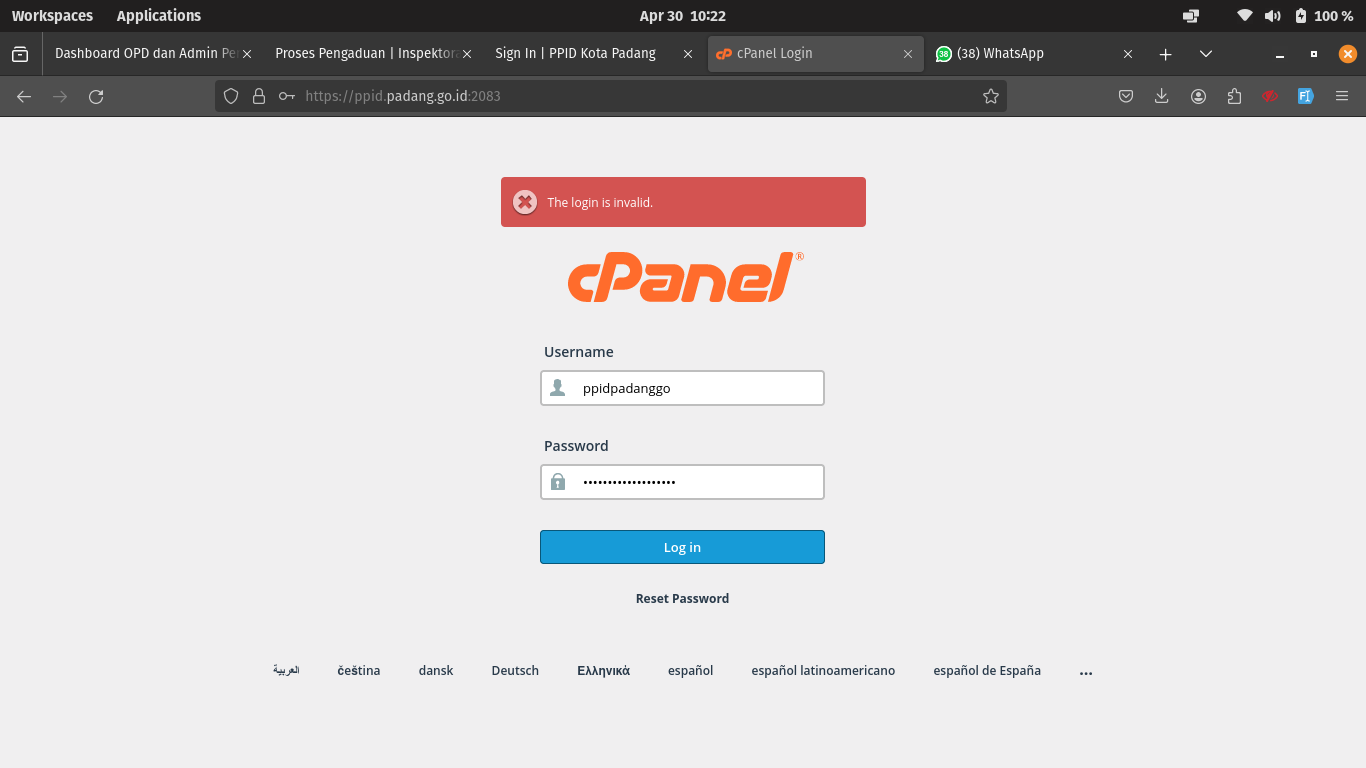 Workspaces Applications Apr 30 10:22 100 %
Dashboard OPD dan Admin Pe Proses Pengaduan | Inspektora Sign In | PPID Kota Padang cPanel Login 38 (38) WhatsApp
https://ppid.padang.go.id:2083
The login is invalid.
cPanel®
Username
ppidpadanggo
Password
Log in
Reset Password
العربية čeština dansk Deutsch Ελληνικά español español latinoamericano español de España ...